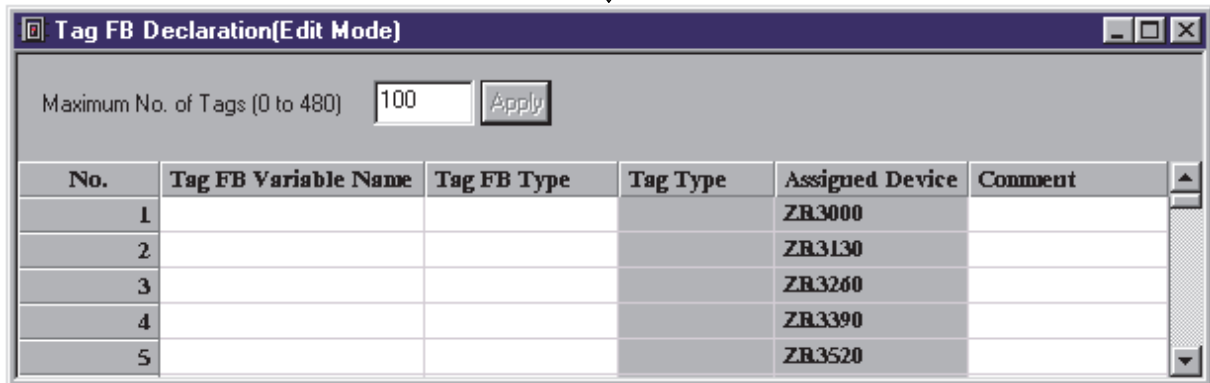 Tag FB Declaration(Edit Mode)
Maximum No. of Tags (0 to 480) 100 Apply
No. Tag FB Variable Name Tag FB Type Tag Type Assigned Device Comment
1 ZR3000
2 ZR3130
3 ZR3260
4 ZR3390
5 ZR3520